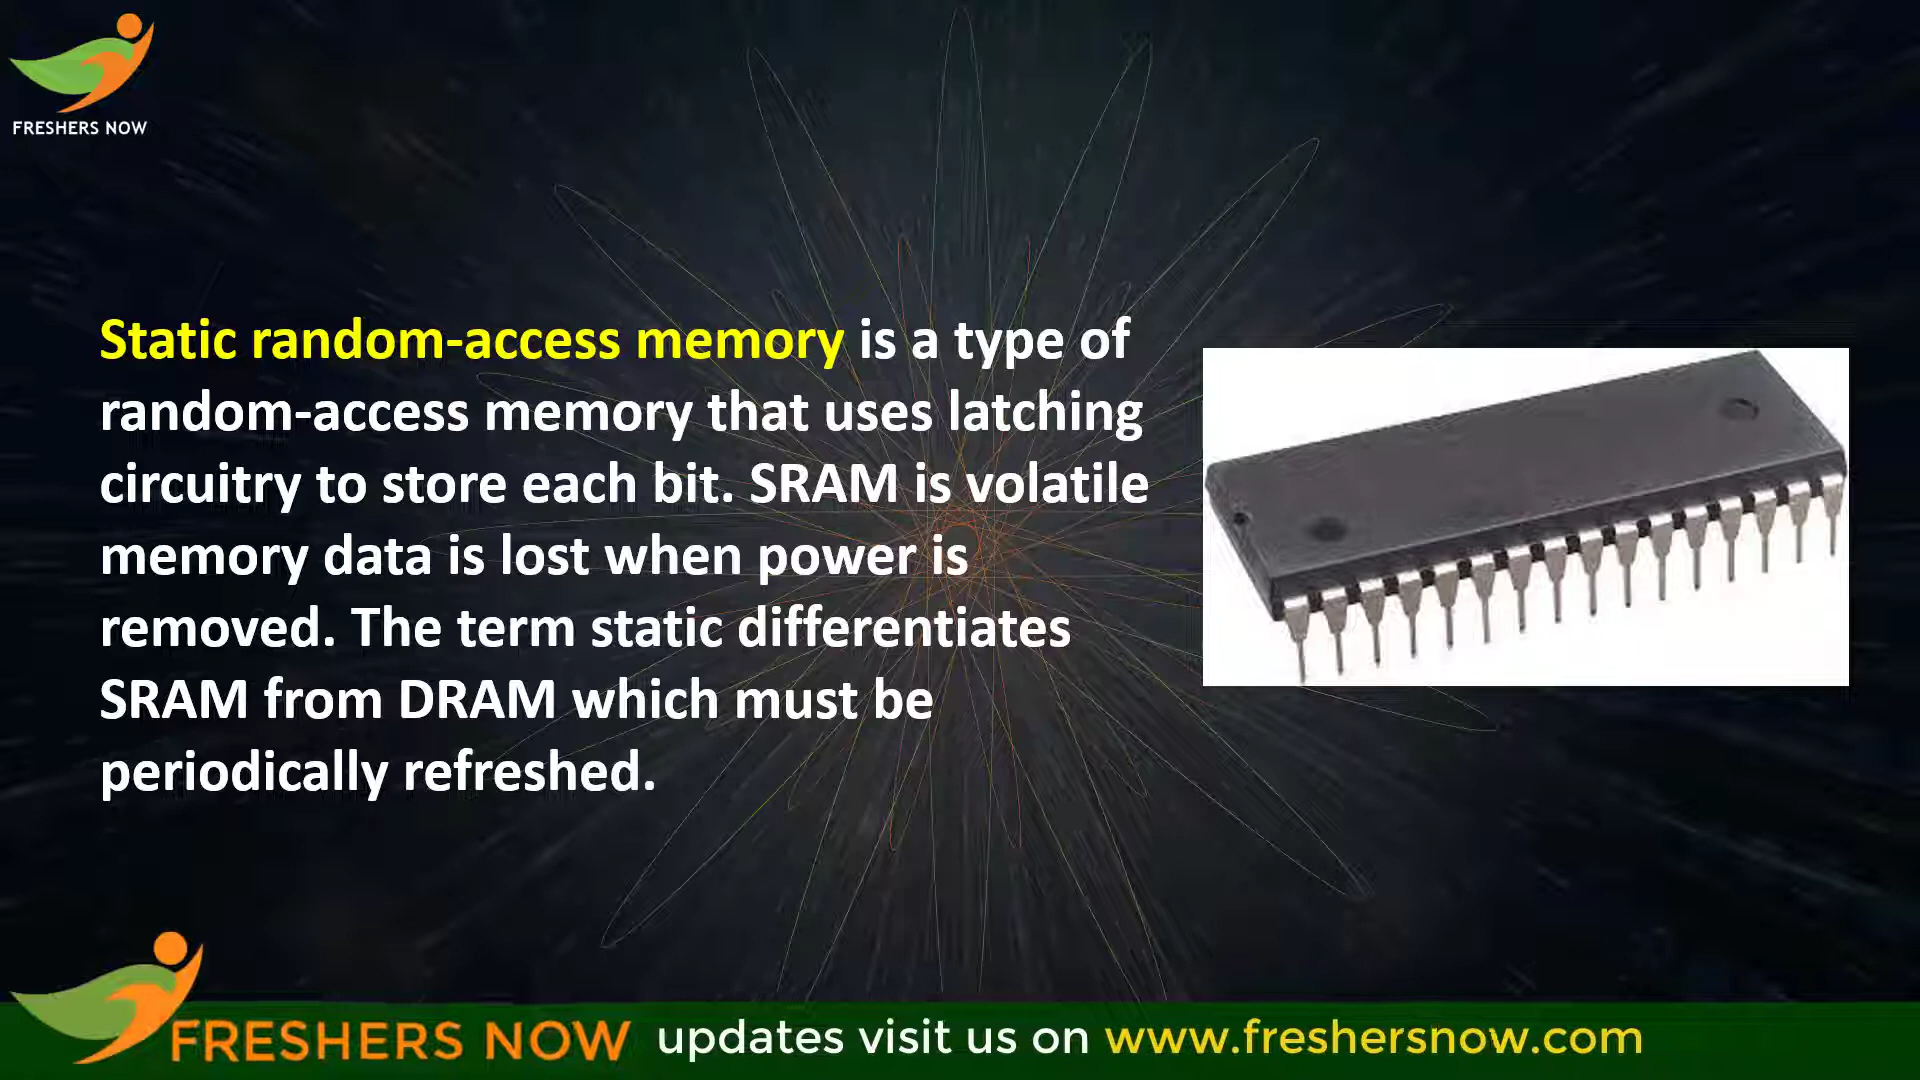 FRESHERS NOW
Static random-access memory is a type of
random-access memory that uses latching
circuitry to store each bit. SRAM is volatile
memory data is lost when power is
removed. The term static differentiates
SRAM from DRAM which must be
periodically refreshed.
FRESHERS NOW updates visit us on www.freshersnow.com